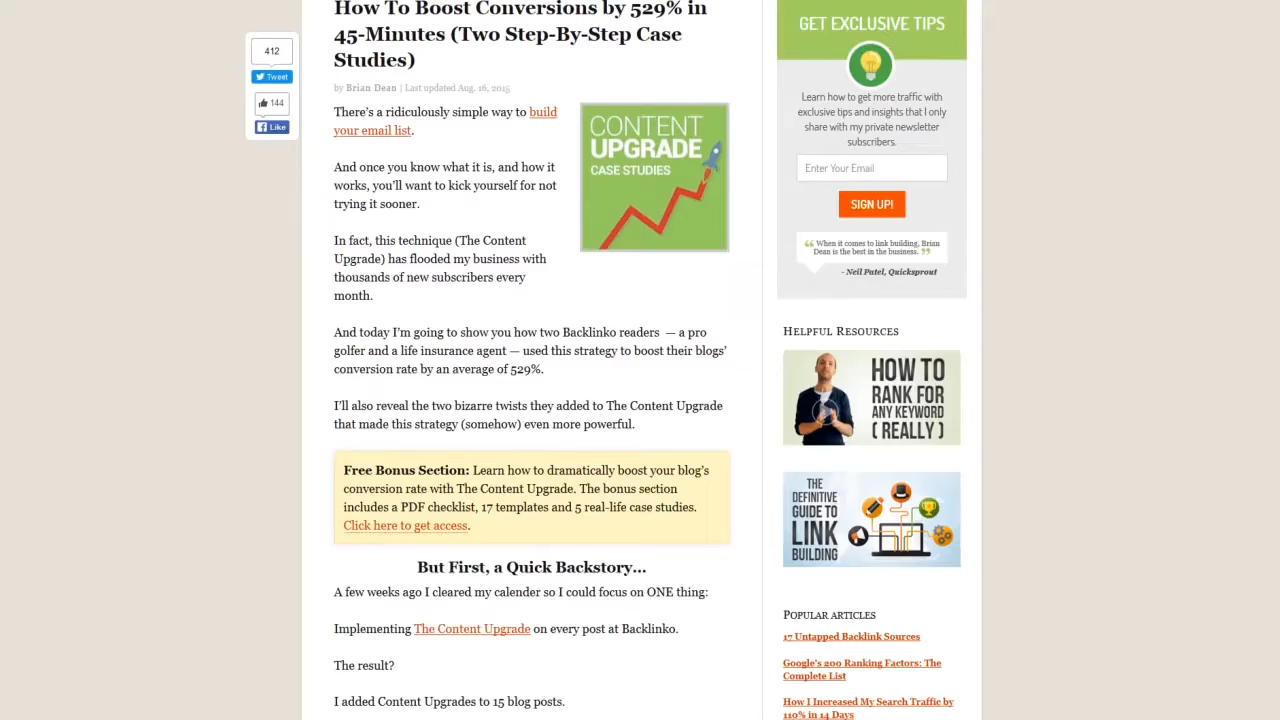 How To Boost Conversions by 529% in
45-Minutes (Two Step-By-Step Case
Studies)
412
Tweet
144
Like
by Brian Dean | Last updated Aug. 16, 2015
There's a ridiculously simple way to build
your email list.
And once you know what it is, and how it
works, you'll want to kick yourself for not
trying it sooner.
In fact, this technique (The Content
Upgrade) has flooded my business with
thousands of new subscribers every
month.
CONTENT
UPGRADE
CASE STUDIES
And today I'm going to show you how two Backlinko readers — a pro
golfer and a life insurance agent — used this strategy to boost their blogs'
conversion rate by an average of 529%.
I'll also reveal the two bizarre twists they added to The Content Upgrade
that made this strategy (somehow) even more powerful.
Free Bonus Section: Learn how to dramatically boost your blog's
conversion rate with The Content Upgrade. The bonus section
includes a PDF checklist, 17 templates and 5 real-life case studies.
Click here to get access.
But First, a Quick Backstory...
A few weeks ago I cleared my calender so I could focus on ONE thing:
Implementing The Content Upgrade on every post at Backlinko.
The result?
I added Content Upgrades to 15 blog posts.
GET EXCLUSIVE TIPS
Learn how to get more traffic with
exclusive tips and insights that I only
share with my private newsletter
subscribers.
Enter Your Email
SIGN UP!
When it comes to link building, Brian
Dean is the best in the business.
- Neil Patel, Quicksprout
HELPFUL RESOURCES
HOW TO
RANK FOR
ANY KEYWORD
( REALLY )
THE
DEFINITIVE
GUIDE TO
LINK
BUILDING
POPULAR ARTICLES
17 Untapped Backlink Sources
Google's 200 Ranking Factors: The
Complete List
How I Increased My Search Traffic by
110% in 14 Days